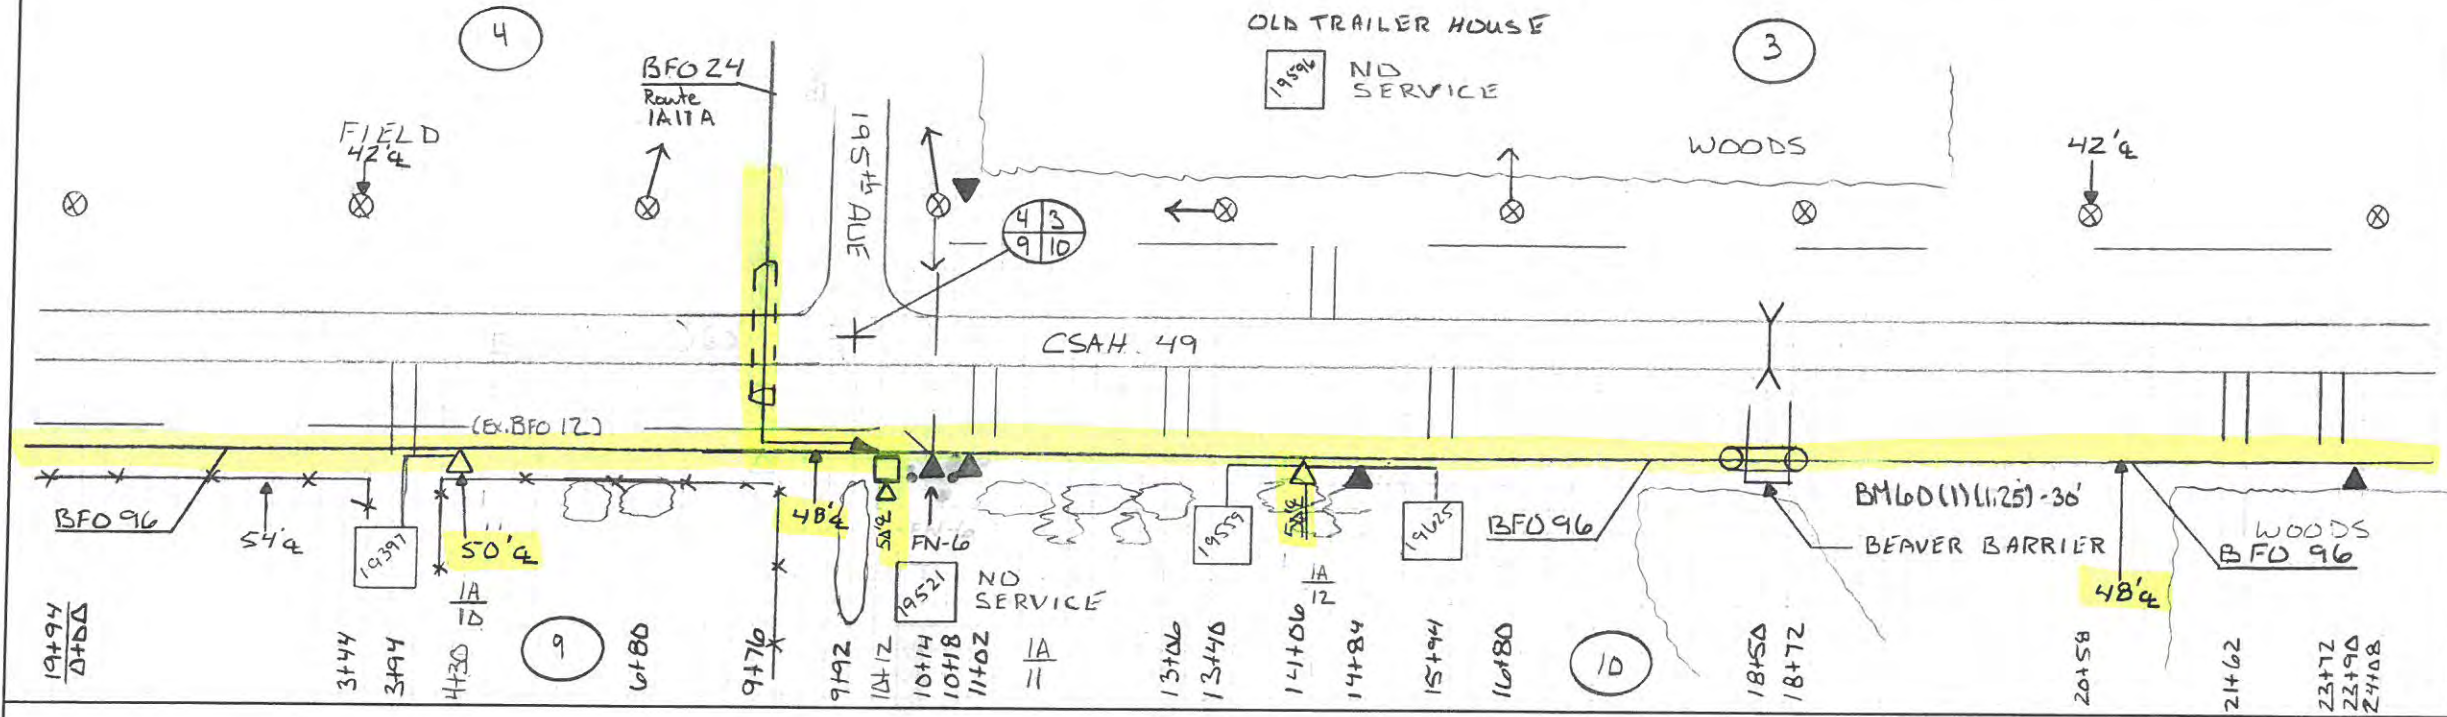 4
OLD TRAILER HOUSE
19596
NO
SERVICE
3
BFO 24
Route
1A11A
FIELD
42'℄
195th AVE
WOODS
42'℄
4 3
9 10
CSAH. 49
(EX. BFO 12)
BFO 96
54'℄
19397
50'℄
48'℄
50'℄
FN-6
19521
NO
SERVICE
19559
50'℄
19625
BFO 96
BM60(1)(1.25)-30'
BEAVER BARRIER
WOODS
BFO 96
48'℄
1A
10
1A
11
1A
12
9
10
19+94
0+00
3+44
3+94
4+30
6+80
9+76
9+92
10+12
10+14
10+18
11+02
13+06
13+40
14+06
14+84
15+94
16+80
18+50
18+72
20+58
21+62
23+72
23+90
24+08